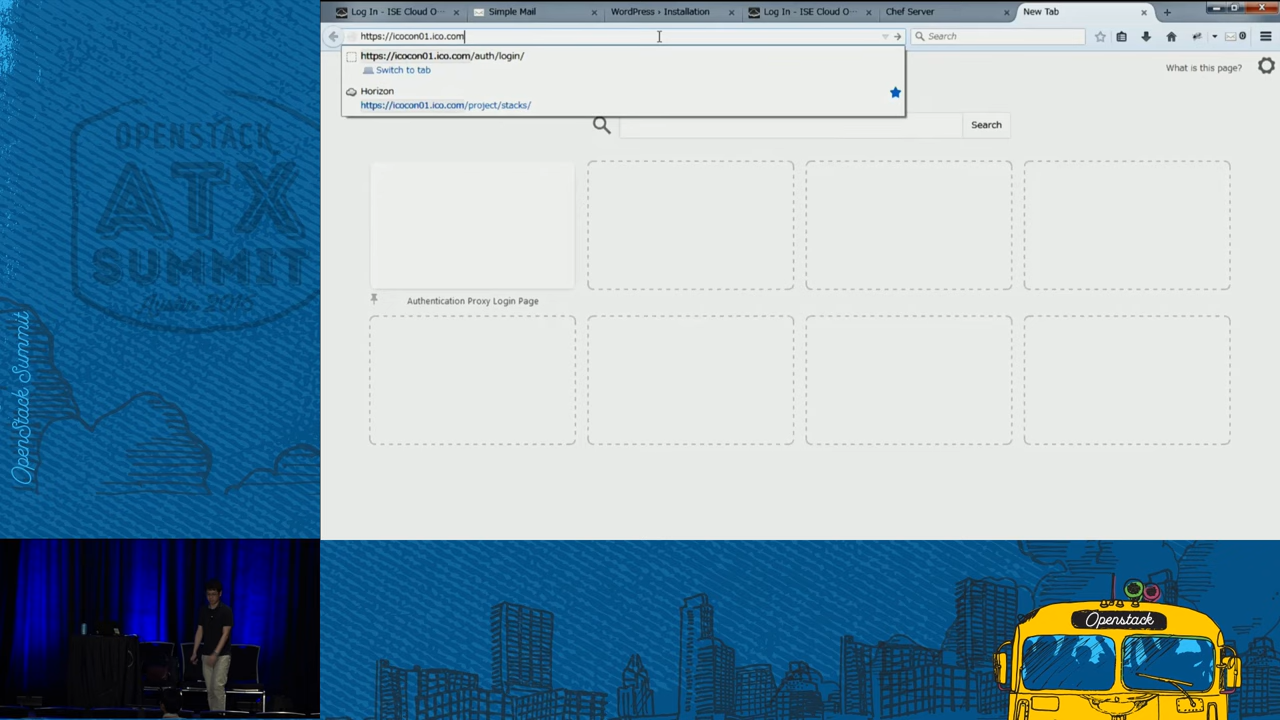 Log In - ISE Cloud O···
Simple Mail
WordPress › Installation
Log In - ISE Cloud O···
Chef Server
New Tab
https://icocon01.ico.com
Search
https://icocon01.ico.com/auth/login/
Switch to tab
Horizon
https://icocon01.ico.com/project/stacks/
What is this page?
Search
Authentication Proxy Login Page
OPENSTACK
ATX
SUMMIT
Austin 2016
OpenStack Summit
Openstack